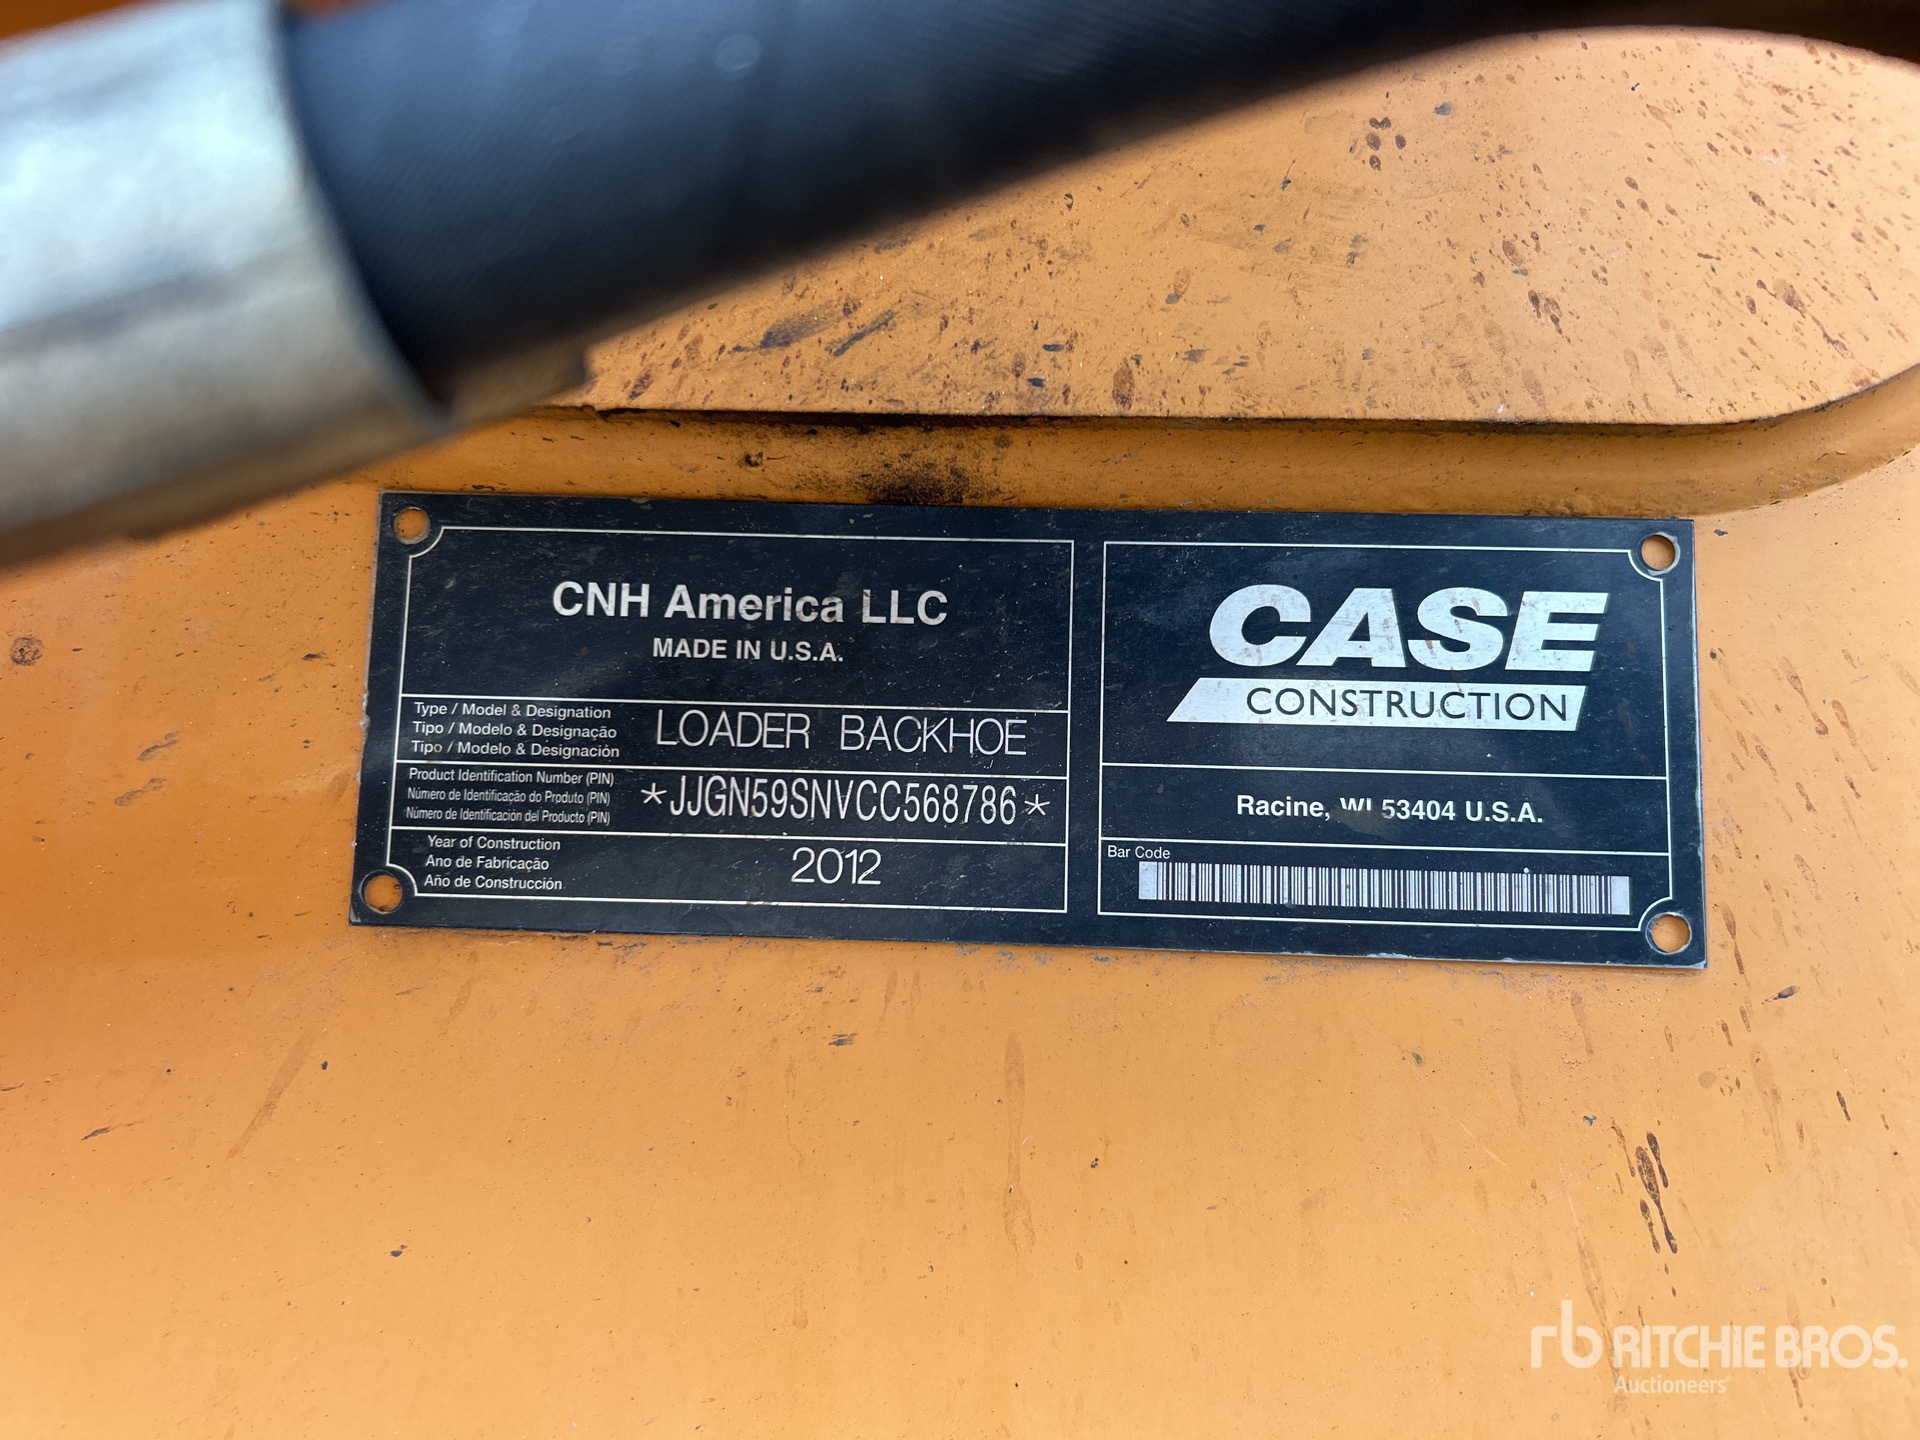 CNH America LLC
MADE IN U.S.A.
Type / Model & Designation
Tipo / Modelo & Designação
Tipo / Modelo & Designación
LOADER BACKHOE
Product Identification Number (PIN)
Número de Identificação do Produto (PIN)
Número de Identificación del Producto (PIN)
*JJGN59SNVCC568786*
Year of Construction
Ano de Fabricação
Año de Construcción
2012
CASE
CONSTRUCTION
Racine, WI 53404 U.S.A.
Bar Code
rb RITCHIE BROS.
Auctioneers